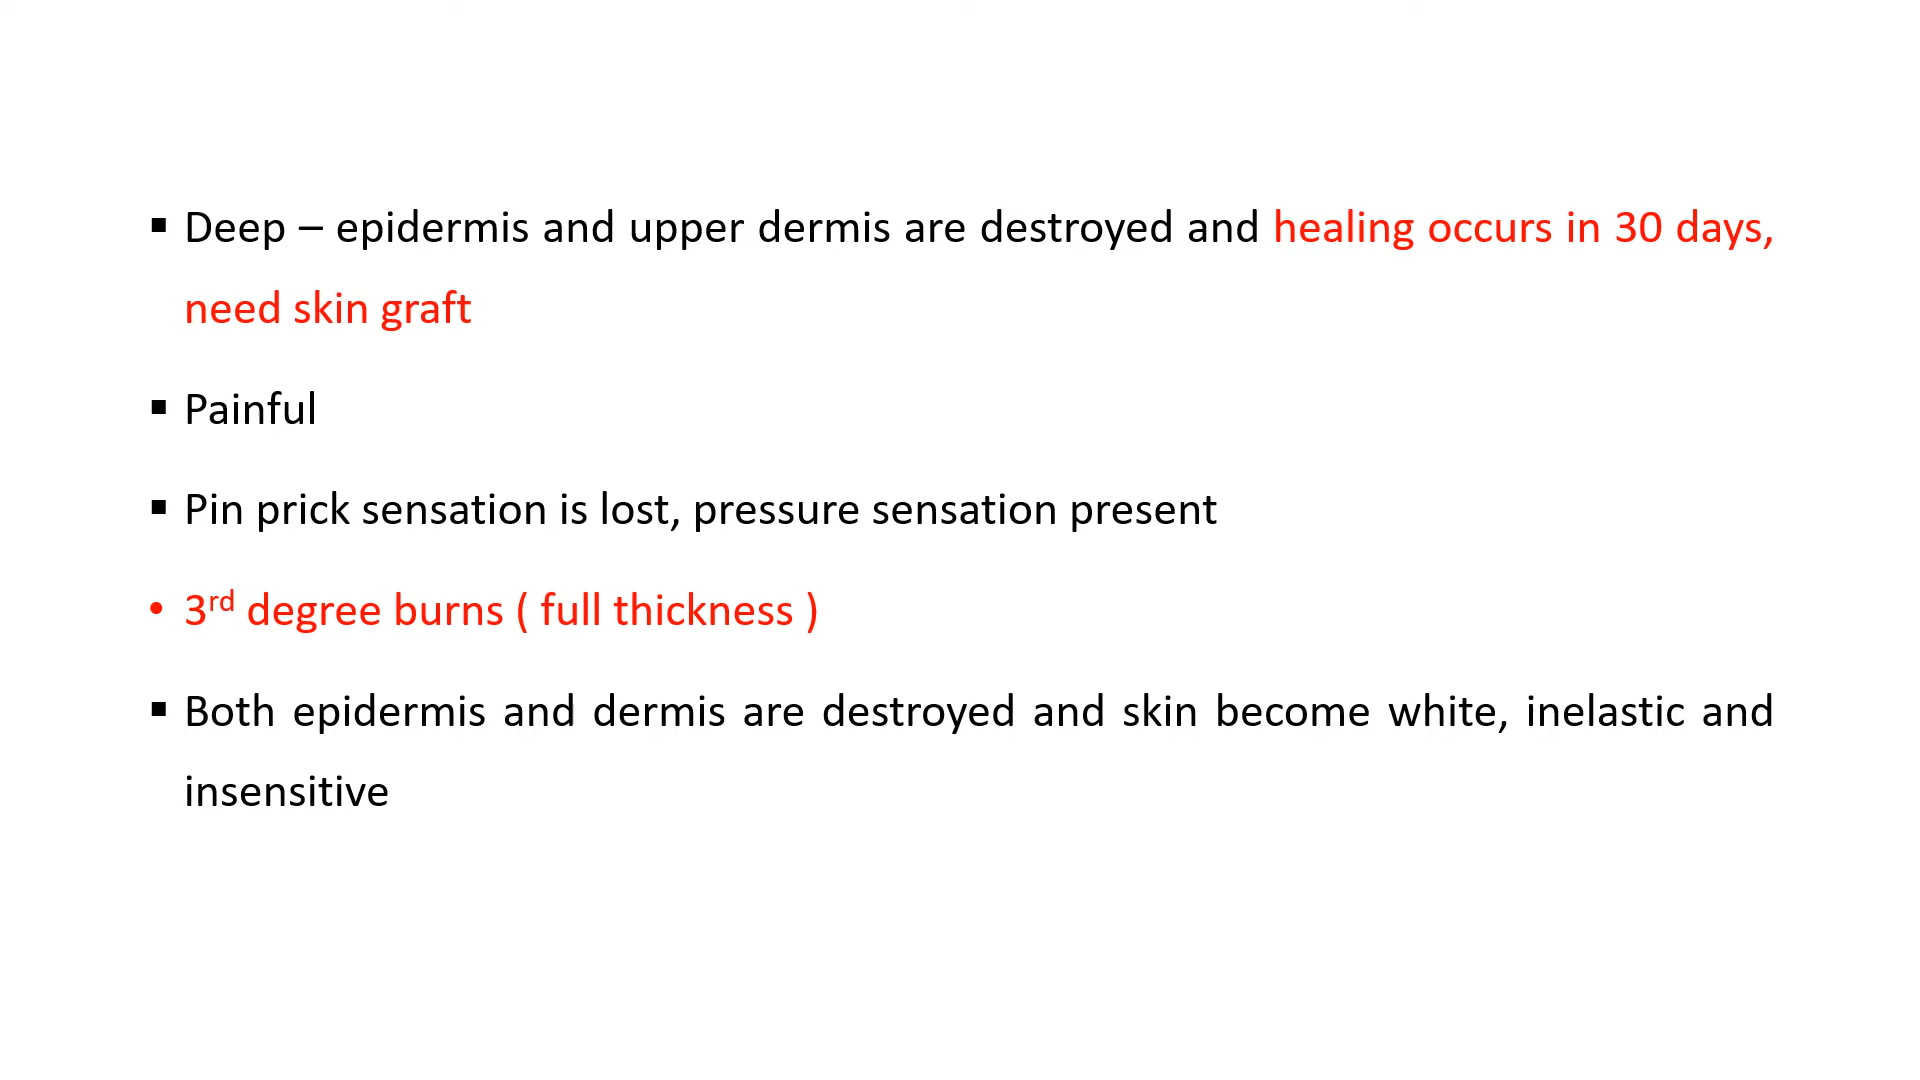 ▪ Deep – epidermis and upper dermis are destroyed and healing occurs in 30 days,
need skin graft
▪ Painful
▪ Pin prick sensation is lost, pressure sensation present
• 3rd degree burns ( full thickness )
▪ Both epidermis and dermis are destroyed and skin become white, inelastic and
insensitive